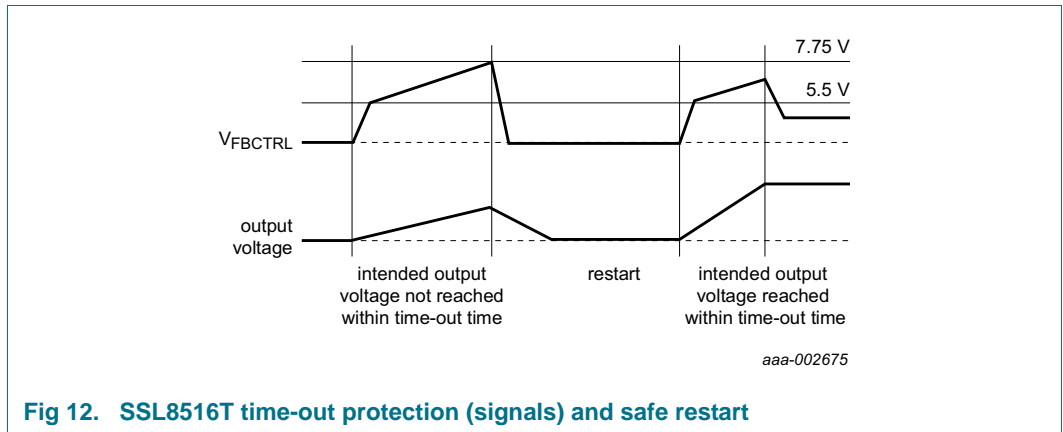 7.75 V
5.5 V
VFBCTRL
output
voltage
intended output
voltage not reached
within time-out time
restart
intended output
voltage reached
within time-out time
aaa-002675
Fig 12. SSL8516T time-out protection (signals) and safe restart